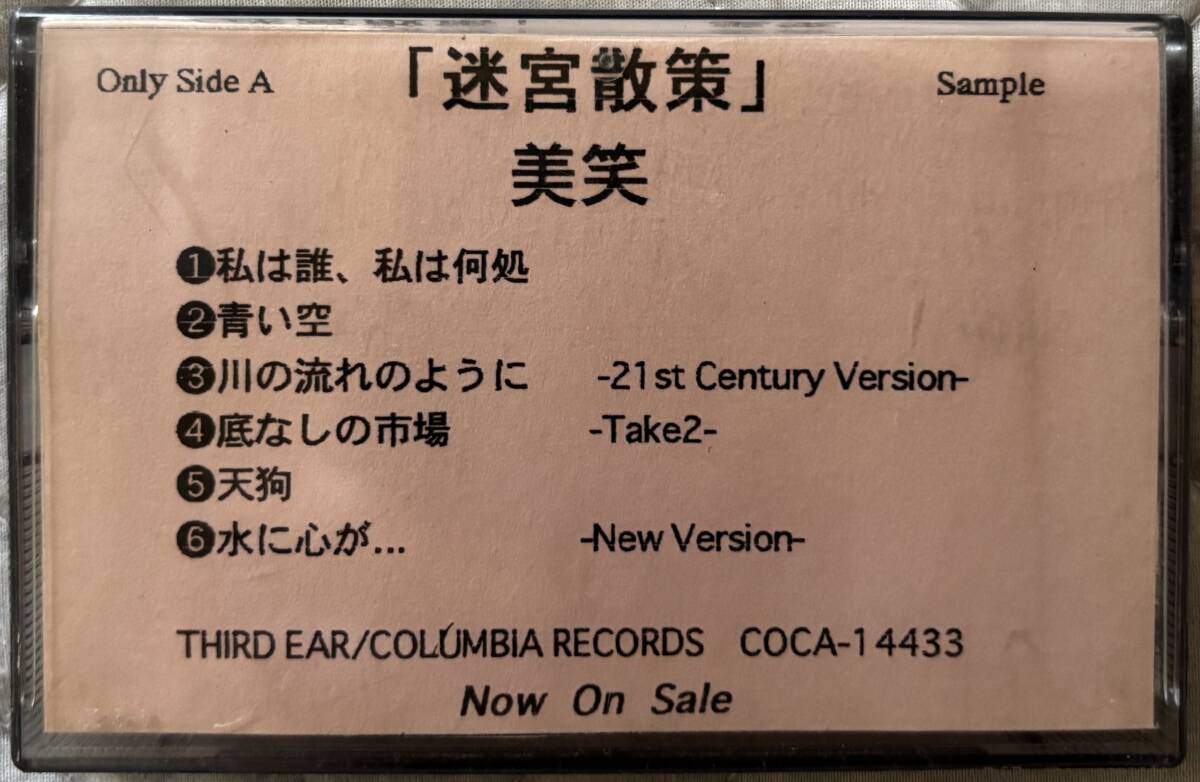 Only Side A 「迷宮散策」 Sample
美笑
❶私は誰、私は何処
❷青い空
❸川の流れのように -21st Century Version-
❹底なしの市場 -Take2-
❺天狗
❻水に心が... -New Version-
THIRD EAR/COLUMBIA RECORDS COCA-14433
Now On Sale